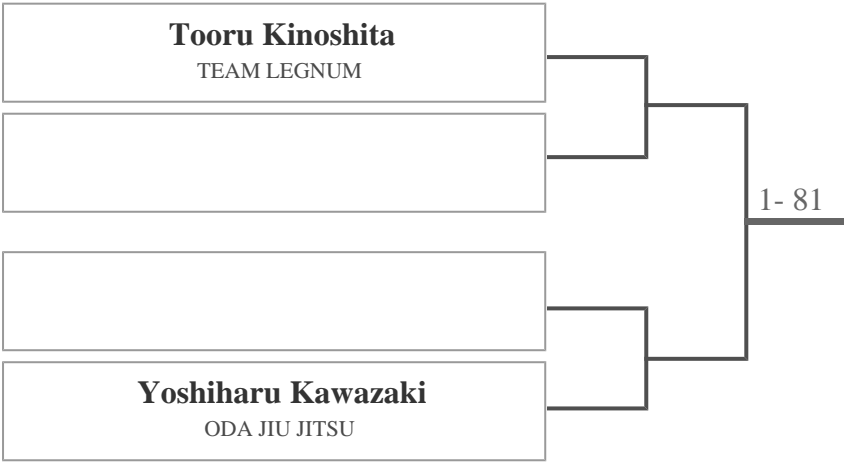 Tooru Kinoshita
TEAM LEGNUM
1- 81
Yoshiharu Kawazaki
ODA JIU JITSU